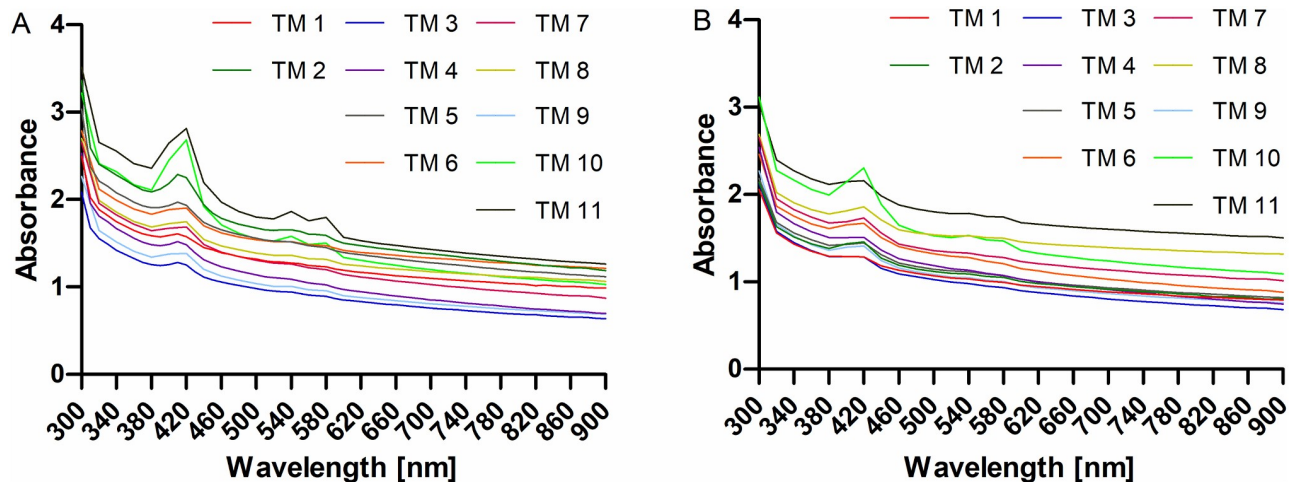 A
TM 1 TM 3 TM 7
TM 2 TM 4 TM 8
TM 5 TM 9
TM 6 TM 10
TM 11
Absorbance
4
3
2
1
0
300 340 380 420 460 500 540 580 620 660 700 740 780 820 860 900
Wavelength [nm]
B
TM 1 TM 3 TM 7
TM 2 TM 4 TM 8
TM 5 TM 9
TM 6 TM 10
TM 11
Absorbance
4
3
2
1
0
300 340 380 420 460 500 540 580 620 660 700 740 780 820 860 900
Wavelength [nm]